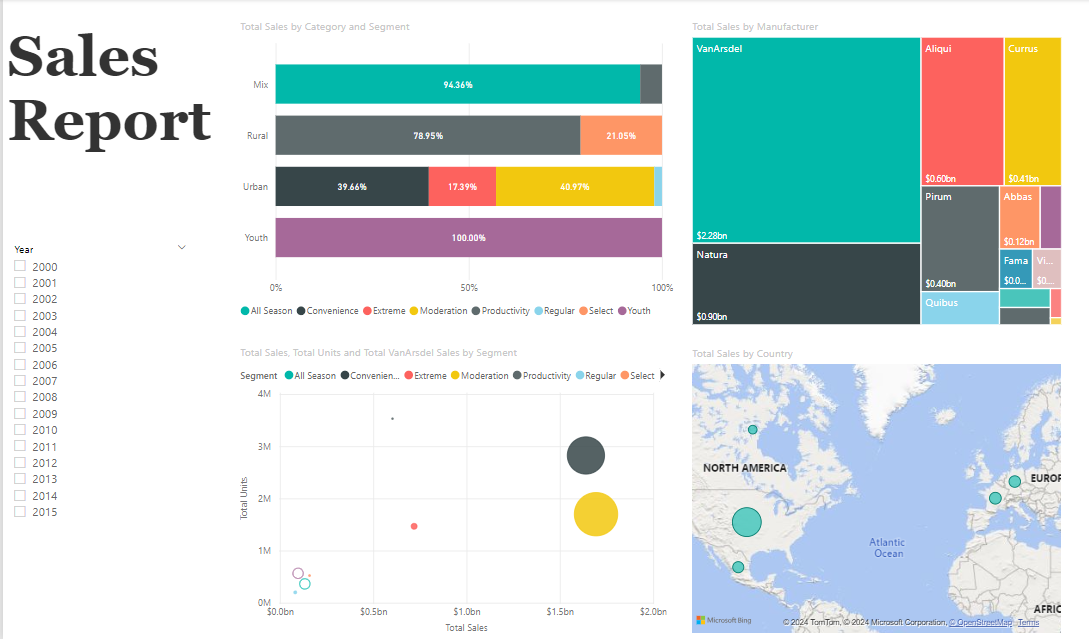 Sales
Report
Year
2000
2001
2002
2003
2004
2005
2006
2007
2008
2009
2010
2011
2012
2013
2014
2015
Total Sales by Category and Segment
Mix
94.36%
Rural
78.95% 21.05%
Urban
39.66% 17.39% 40.97%
Youth
100.00%
0% 50% 100%
All Season Convenience Extreme Moderation Productivity Regular Select Youth
Total Sales by Manufacturer
VanArsdel
$2.28bn
Natura
$0.90bn
Aliqui
$0.60bn
Currus
$0.41bn
Pirum
$0.40bn
Quibus
Abbas
$0.12bn
Fama
$0.0...
Vi...
$0...
Total Sales, Total Units and Total VanArsdel Sales by Segment
Segment All Season Convenien... Extreme Moderation Productivity Regular Select
4M
3M
2M
1M
0M
Total Units
$0.0bn $0.5bn $1.0bn $1.5bn $2.0bn
Total Sales
Total Sales by Country
NORTH AMERICA
EUROP
Atlantic
Ocean
AFRIC
Microsoft Bing
© 2024 TomTom, © 2024 Microsoft Corporation, © OpenStreetMap Terms